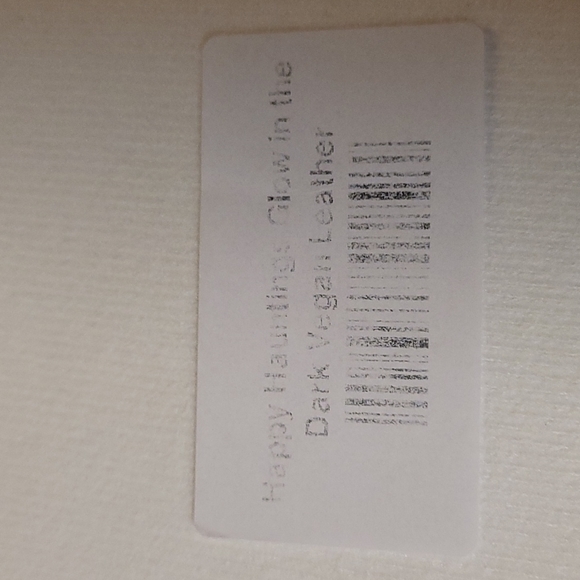 Happy Hauntings Glow in the
Dark Vegan Leather